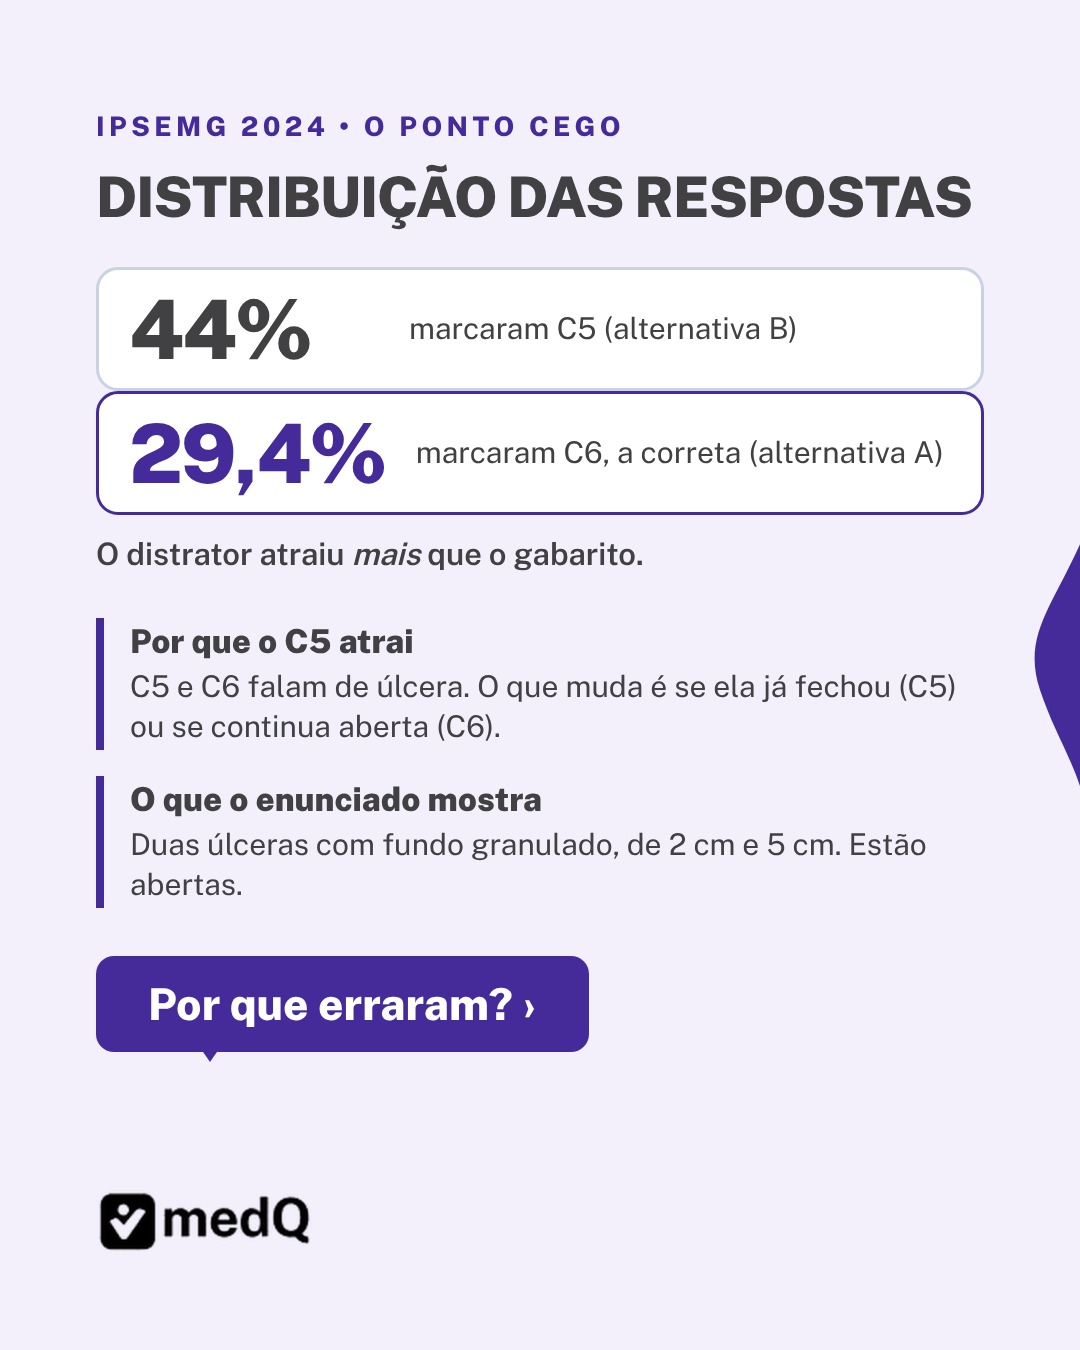 IPSEMG 2024 • O PONTO CEGO
DISTRIBUIÇÃO DAS RESPOSTAS
44% marcaram C5 (alternativa B)
29,4% marcaram C6, a correta (alternativa A)
O distrator atraiu mais que o gabarito.
Por que o C5 atrai
C5 e C6 falam de úlcera. O que muda é se ela já fechou (C5)
ou se continua aberta (C6).
O que o enunciado mostra
Duas úlceras com fundo granulado, de 2 cm e 5 cm. Estão
abertas.
Por que erraram? ›
medQ